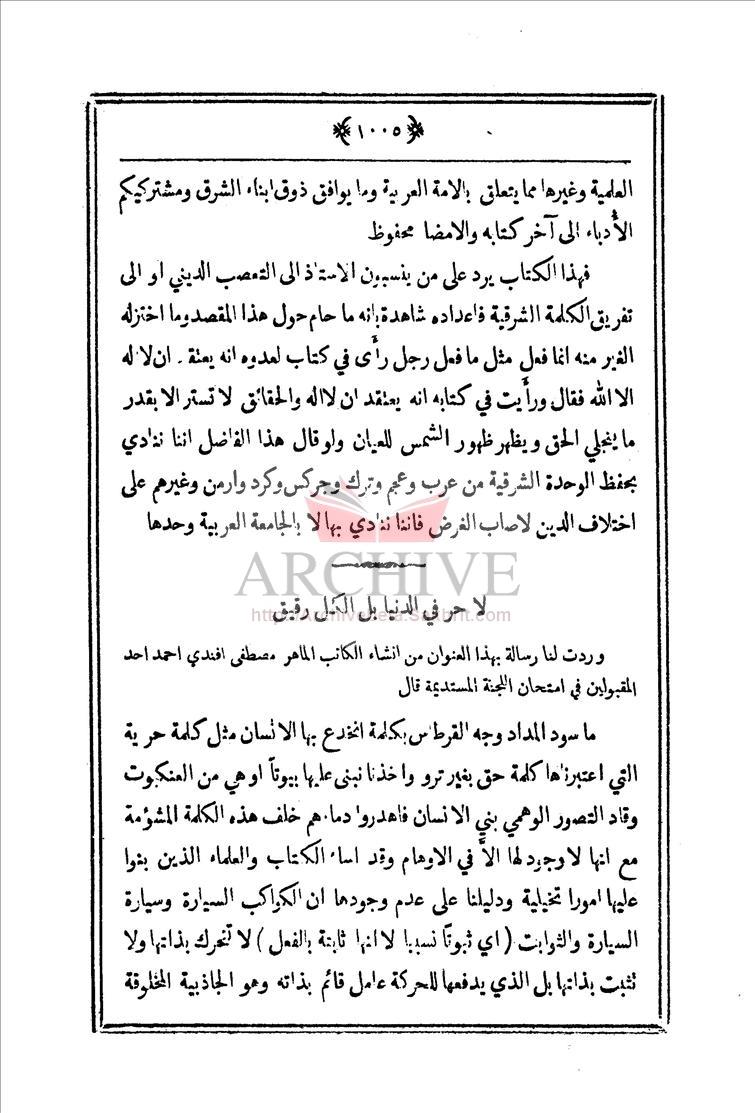 ﴿١٠٠٥﴾
العلمية وغيرها مما يتعلق بالامة العربية وما يوافق ذوق ابناء الشرق ومشتركيكم
الأدباء الى آخر كتابه والامضا محفوظ
فهذا الكتاب يرد على من ينسبون الاستاذ الى التعصب الديني او الى
تفريق الكلمة الشرقية فاعداده شاهدة بانه ما حام حول هذا المقصد وما اختزله
الغير منه انما فعل مثل ما فعل رجل رأى في كتاب لعدوه انه يعتقد ان لا اله
الا الله فقال ورأيت في كتابه انه يعتقد ان لا اله والحقائق لا تستر الا بقدر
ما ينجلي الحق ويظهر ظهور الشمس للعيان ولو قال هذا الفاضل اننا ننادي
بحفظ الوحدة الشرقية من عرب وعجم وترك وجركس وكرد وارمن وغيرهم على
اختلاف الدين لاصاب الغرض فاننا ننادي بها لا بالجامعة العربية وحدها
ARCHIVE
لا حر في الدنيا بل الكل رقيق
وردت لنا رسالة بهذا العنوان من انشاء الكاتب الماهر مصطفى افندي احمد احد
المقبولين في امتحان اللجنة المستديمة قال
ما سود المداد وجه القرطاس بكلمة انخدع بها الانسان مثل كلمة حرية
التي اعتبرناها كلمة حق بغير ترو واخذنا نبنى عليها بيوتاً اوهي من العنكبوت
وقاد التصور الوهمي بني الانسان فاهدروا دماءهم خلف هذه الكلمة المشؤمة
مع انها لا وجود لها الأ في الاوهام وقد اساء الكتاب والعلماء الذين بنوا
عليها امورا تخيلية ودليلنا على عدم وجودها ان الكواكب السيارة وسيارة
السيارة والثوابت ( اي ثبوتاً نسبيا لا انها ثابتة بالفعل ) لا تتحرك بذاتها ولا
تثبت بذاتها بل الذي يدفعها للحركة عامل قائم بذاته وهو الجاذبية المخلوقة